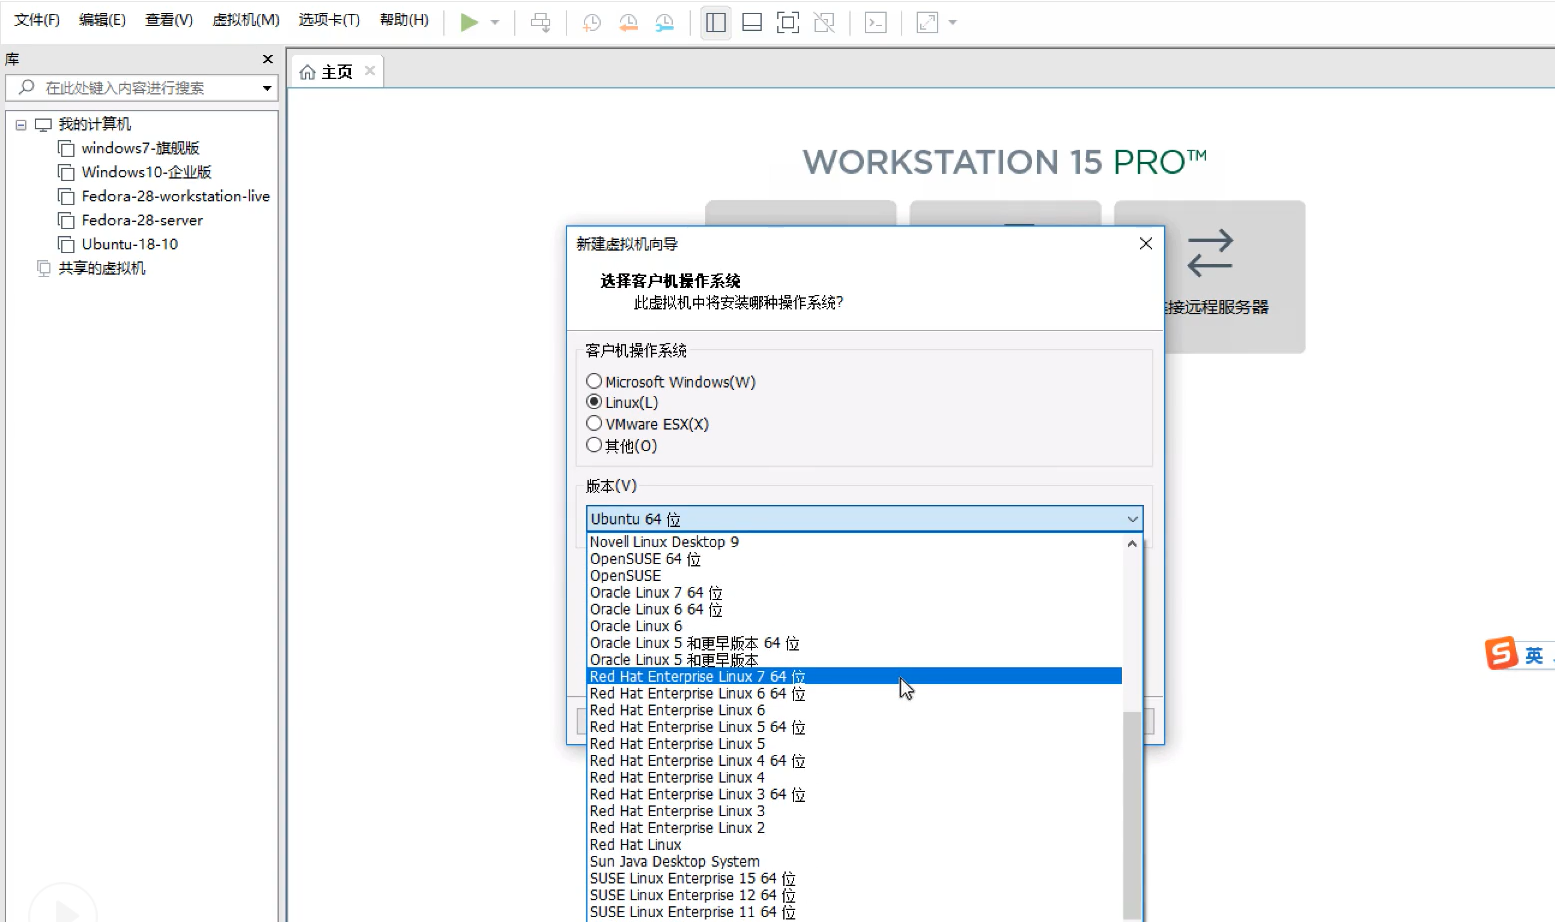 文件(F) 编辑(E) 查看(V) 虚拟机(M) 选项卡(T) 帮助(H)
库
在此处键入内容进行搜索
我的计算机
windows7-旗舰版
Windows10-企业版
Fedora-28-workstation-live
Fedora-28-server
Ubuntu-18-10
共享的虚拟机
主页
WORKSTATION 15 PRO™
接远程服务器
新建虚拟机向导
选择客户机操作系统
此虚拟机中将安装哪种操作系统?
客户机操作系统
Microsoft Windows(W)
Linux(L)
VMware ESX(X)
其他(O)
版本(V)
Ubuntu 64 位
Novell Linux Desktop 9
OpenSUSE 64 位
OpenSUSE
Oracle Linux 7 64 位
Oracle Linux 6 64 位
Oracle Linux 6
Oracle Linux 5 和更早版本 64 位
Oracle Linux 5 和更早版本
Red Hat Enterprise Linux 7 64 位
Red Hat Enterprise Linux 6 64 位
Red Hat Enterprise Linux 6
Red Hat Enterprise Linux 5 64 位
Red Hat Enterprise Linux 5
Red Hat Enterprise Linux 4 64 位
Red Hat Enterprise Linux 4
Red Hat Enterprise Linux 3 64 位
Red Hat Enterprise Linux 3
Red Hat Enterprise Linux 2
Red Hat Linux
Sun Java Desktop System
SUSE Linux Enterprise 15 64 位
SUSE Linux Enterprise 12 64 位
SUSE Linux Enterprise 11 64 位
S 英